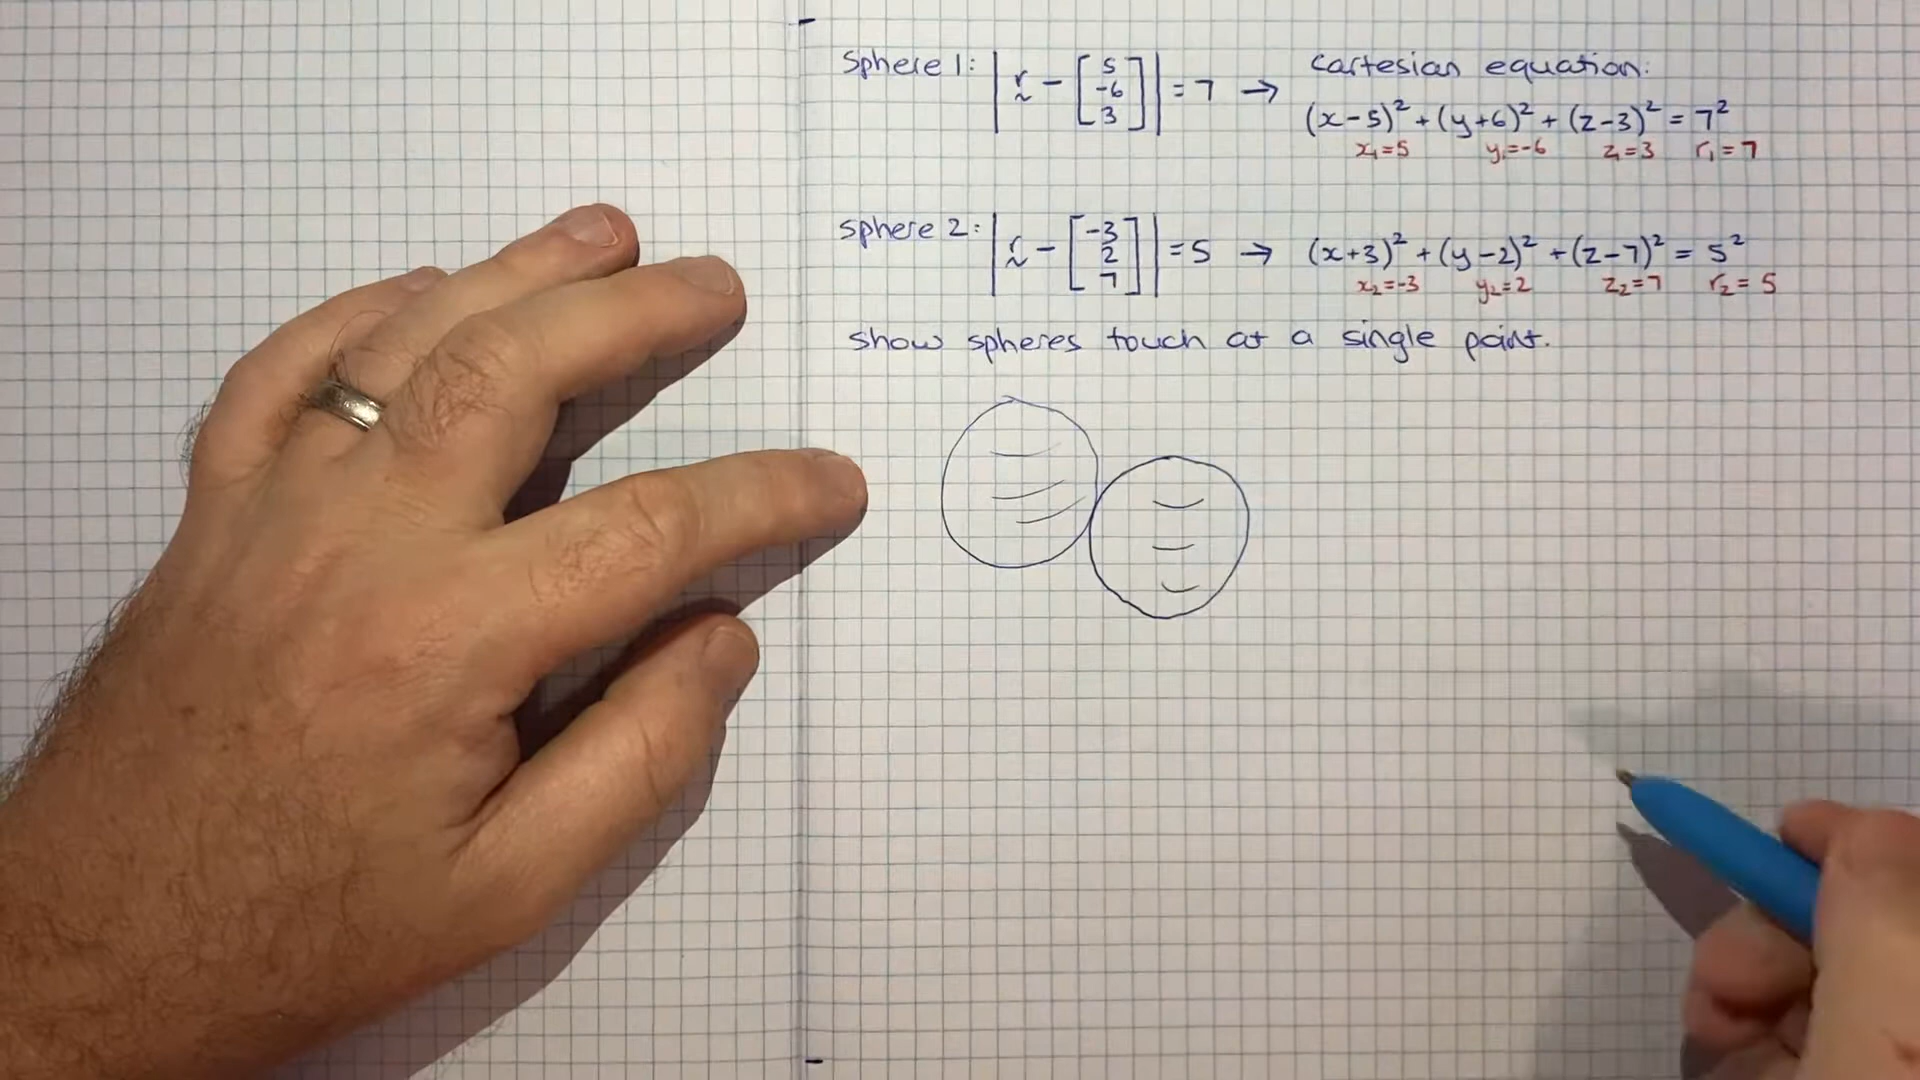 Sphere 1: | r̰ - [5 -6 3] | = 7 → cartesian equation:
(x-5)² + (y+6)² + (z-3)² = 7²
x₁=5 y₁=-6 z₁=3 r₁=7
sphere 2: | r̰ - [-3 2 7] | = 5 → (x+3)² + (y-2)² + (z-7)² = 5²
x₂=-3 y₂=2 z₂=7 r₂=5
show spheres touch at a single point.